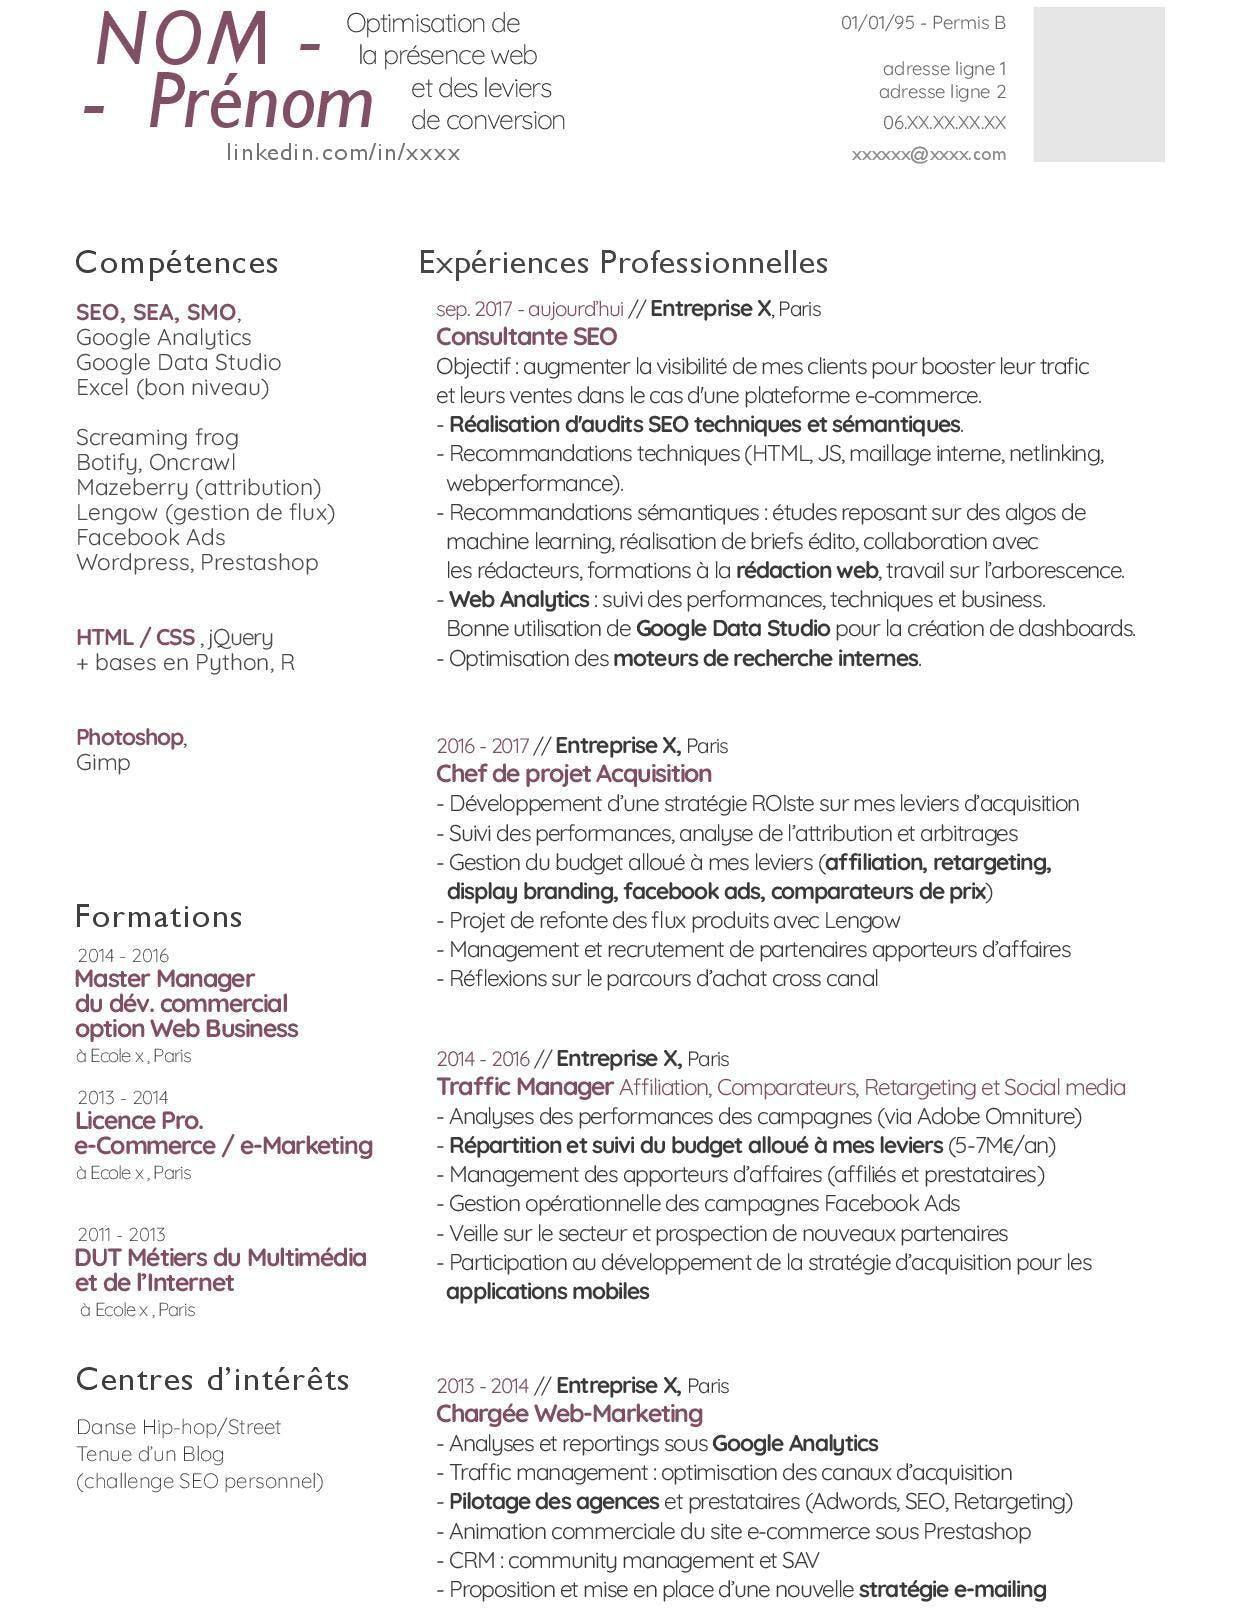 NOM -
- Prénom
Optimisation de
la présence web
et des leviers
de conversion
linkedin.com/in/xxxx
01/01/95 - Permis B
adresse ligne 1
adresse ligne 2
06.XX.XX.XX.XX
xxxxxx@xxxx.com
Compétences
SEO, SEA, SMO,
Google Analytics
Google Data Studio
Excel (bon niveau)
Screaming frog
Botify, Oncrawl
Mazeberry (attribution)
Lengow (gestion de flux)
Facebook Ads
Wordpress, Prestashop
HTML / CSS , jQuery
+ bases en Python, R
Photoshop,
Gimp
Formations
2014 - 2016
Master Manager
du dév. commercial
option Web Business
à Ecole x , Paris
2013 - 2014
Licence Pro.
e-Commerce / e-Marketing
à Ecole x , Paris
2011 - 2013
DUT Métiers du Multimédia
et de l’Internet
à Ecole x , Paris
Centres d’intérêts
Danse Hip-hop/Street
Tenue d’un Blog
(challenge SEO personnel)
Expériences Professionnelles
sep. 2017 - aujourd’hui // Entreprise X, Paris
Consultante SEO
Objectif : augmenter la visibilité de mes clients pour booster leur trafic
et leurs ventes dans le cas d'une plateforme e-commerce.
- Réalisation d'audits SEO techniques et sémantiques.
- Recommandations techniques (HTML, JS, maillage interne, netlinking,
webperformance).
- Recommandations sémantiques : études reposant sur des algos de
machine learning, réalisation de briefs édito, collaboration avec
les rédacteurs, formations à la rédaction web, travail sur l’arborescence.
- Web Analytics : suivi des performances, techniques et business.
Bonne utilisation de Google Data Studio pour la création de dashboards.
- Optimisation des moteurs de recherche internes.
2016 - 2017 // Entreprise X, Paris
Chef de projet Acquisition
- Développement d’une stratégie ROIste sur mes leviers d’acquisition
- Suivi des performances, analyse de l’attribution et arbitrages
- Gestion du budget alloué à mes leviers (affiliation, retargeting,
display branding, facebook ads, comparateurs de prix)
- Projet de refonte des flux produits avec Lengow
- Management et recrutement de partenaires apporteurs d’affaires
- Réflexions sur le parcours d’achat cross canal
2014 - 2016 // Entreprise X, Paris
Traffic Manager Affiliation, Comparateurs, Retargeting et Social media
- Analyses des performances des campagnes (via Adobe Omniture)
- Répartition et suivi du budget alloué à mes leviers (5-7M€/an)
- Management des apporteurs d’affaires (affiliés et prestataires)
- Gestion opérationnelle des campagnes Facebook Ads
- Veille sur le secteur et prospection de nouveaux partenaires
- Participation au développement de la stratégie d’acquisition pour les
applications mobiles
2013 - 2014 // Entreprise X, Paris
Chargée Web-Marketing
- Analyses et reportings sous Google Analytics
- Traffic management : optimisation des canaux d’acquisition
- Pilotage des agences et prestataires (Adwords, SEO, Retargeting)
- Animation commerciale du site e-commerce sous Prestashop
- CRM : community management et SAV
- Proposition et mise en place d’une nouvelle stratégie e-mailing